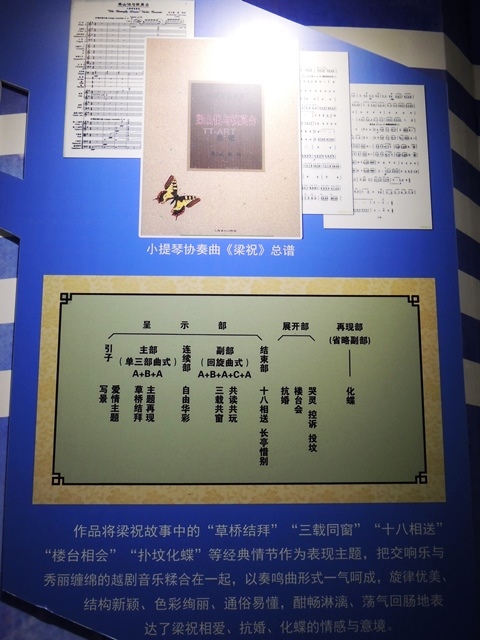 TT-ART
小提琴协奏曲《梁祝》总谱
呈 示 部
展开部
再现部
(省略副部)
引子
主部
(单三部曲式)
A+B+A
连续部
副部
(回旋曲式)
A+B+A+C+A
结束部
写景
爱情主题
草桥结拜
主题再现
自由华彩
三载共窗
共读共玩
十八相送 长亭惜别
抗婚
楼台会
哭灵 控诉 投坟
化蝶
作品将梁祝故事中的“草桥结拜”“三载同窗”“十八相送”
“楼台相会”“扑坟化蝶”等经典情节作为表现主题，把交响乐与
秀丽缠绵的越剧音乐糅合在一起，以奏鸣曲形式一气呵成，旋律优美、
结构新颖、色彩绚丽、通俗易懂，酣畅淋漓、荡气回肠地表
达了梁祝相爱、抗婚、化蝶的情感与意境。